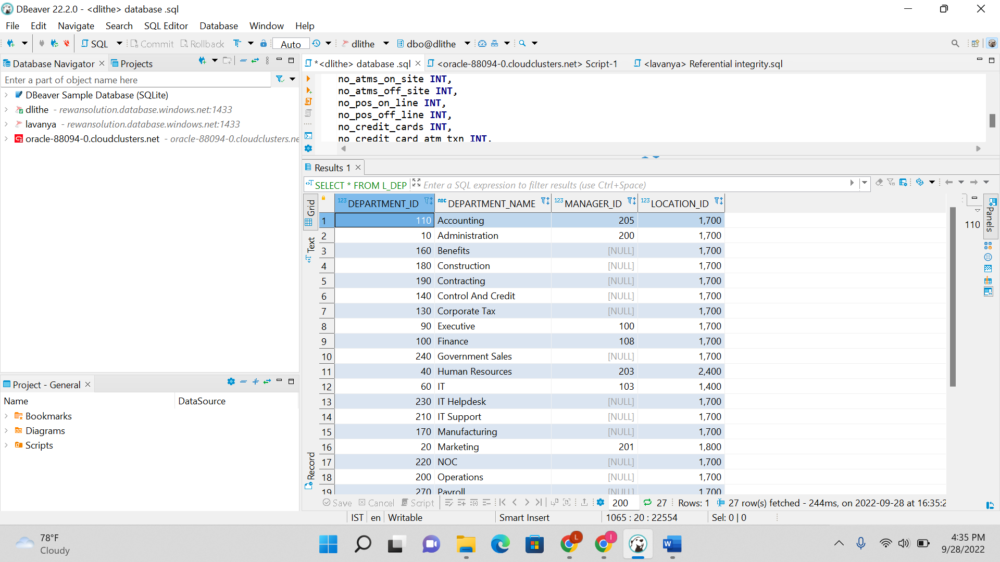 DBeaver 22.2.0 - <dlithe> database .sql
File Edit Navigate Search SQL Editor Database Window Help
SQL Commit Rollback Auto dlithe dbo@dlithe
Database Navigator Projects
*<dlithe> database .sql <oracle-88094-0.cloudclusters.net> Script-1 <lavanya> Referential integrity.sql
Enter a part of object name here
DBeaver Sample Database (SQLite)
dlithe - rewansolution.database.windows.net:1433
lavanya - rewansolution.database.windows.net:1433
oracle-88094-0.cloudclusters.net - oracle-88094-0.cloudclusters.ne
no_atms_on_site INT,
no_atms_off_site INT,
no_pos_on_line INT,
no_pos_off_line INT,
no_credit_cards INT,
no_credit_card_atm_txn INT,
Results 1
SELECT * FROM L_DEP Enter a SQL expression to filter results (use Ctrl+Space)
Grid
Text
Record
Panels
110
123 DEPARTMENT_ID ABC DEPARTMENT_NAME 123 MANAGER_ID 123 LOCATION_ID
1 110 Accounting 205 1,700
2 10 Administration 200 1,700
3 160 Benefits [NULL] 1,700
4 180 Construction [NULL] 1,700
5 190 Contracting [NULL] 1,700
6 140 Control And Credit [NULL] 1,700
7 130 Corporate Tax [NULL] 1,700
8 90 Executive 100 1,700
9 100 Finance 108 1,700
10 240 Government Sales [NULL] 1,700
11 40 Human Resources 203 2,400
12 60 IT 103 1,400
13 230 IT Helpdesk [NULL] 1,700
14 210 IT Support [NULL] 1,700
15 170 Manufacturing [NULL] 1,700
16 20 Marketing 201 1,800
17 220 NOC [NULL] 1,700
18 200 Operations [NULL] 1,700
19 270 Payroll [NULL] 1,700
Save Cancel Script 200 27 Rows: 1 27 row(s) fetched - 244ms, on 2022-09-28 at 16:35:2
Project - General
Name DataSource
Bookmarks
Diagrams
Scripts
IST en Writable Smart Insert 1065 : 20 : 22554 Sel: 0 | 0
78°F
Cloudy
L
I
W
4:35 PM
9/28/2022